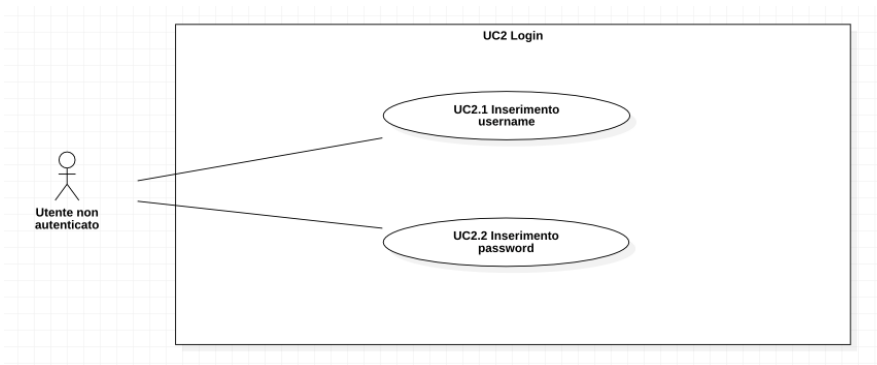 UC2 Login
UC2.1 Inserimento
username
Utente non
autenticato
UC2.2 Inserimento
password